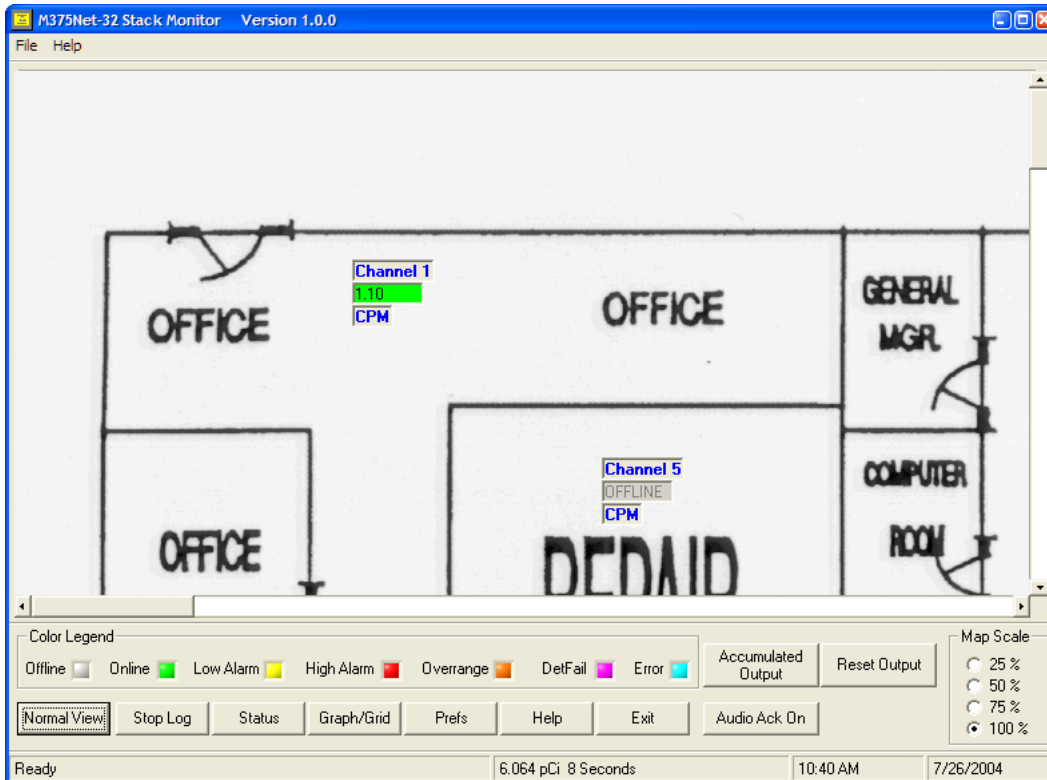 M375Net-32 Stack Monitor Version 1.0.0
File Help
Channel 1
1.10
CPM
OFFICE
OFFICE
GENERAL
MGR.
Channel 5
OFFLINE
CPM
COMPUTER
ROOM
OFFICE
REPAIR
Color Legend
Offline Online Low Alarm High Alarm Overrange DetFail Error
Accumulated
Output
Reset Output
Map Scale
25 %
50 %
75 %
100 %
Normal View Stop Log Status Graph/Grid Prefs Help Exit Audio Ack On
Ready 6.064 pCi 8 Seconds 10:40 AM 7/26/2004